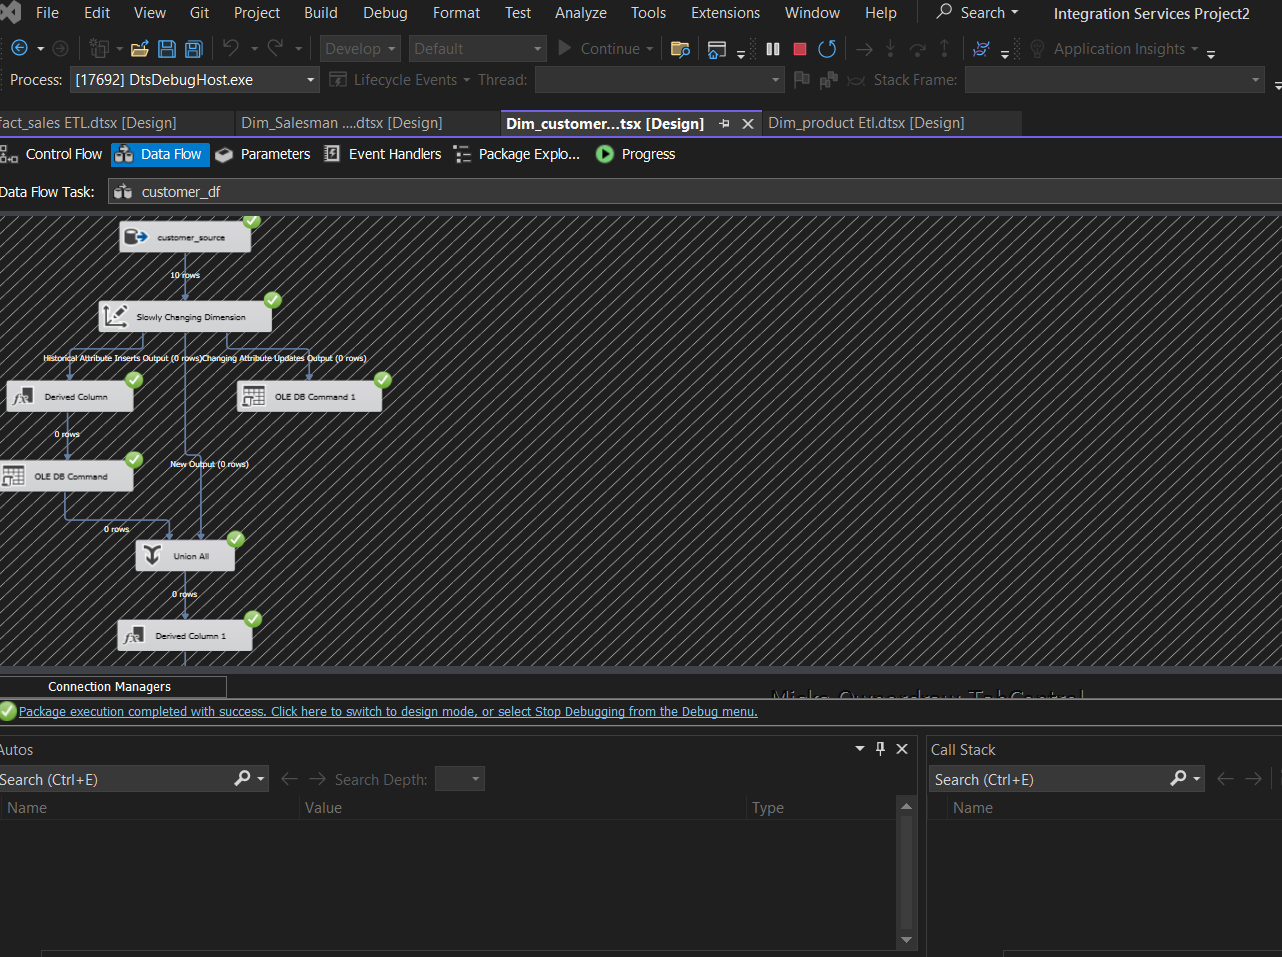 File Edit View Git Project Build Debug Format Test Analyze Tools Extensions Window Help Search Integration Services Project2
Develop Default Continue Application Insights
Process: [17692] DtsDebugHost.exe Lifecycle Events Thread: Stack Frame:
fact_sales ETL.dtsx [Design] Dim_Salesman ....dtsx [Design] Dim_customer...tsx [Design] Dim_product Etl.dtsx [Design]
Control Flow Data Flow Parameters Event Handlers Package Explo... Progress
Data Flow Task: customer_df
customer_source
10 rows
Slowly Changing Dimension
Historical Attribute Inserts Output (0 rows) Changing Attribute Updates Output (0 rows)
Derived Column OLE DB Command 1
0 rows
New Output (0 rows)
OLE DB Command
0 rows
Union All
0 rows
Derived Column 1
Connection Managers
Package execution completed with success. Click here to switch to design mode, or select Stop Debugging from the Debug menu.
Autos Call Stack
Search (Ctrl+E) Search Depth: Search (Ctrl+E)
Name Value Type Name